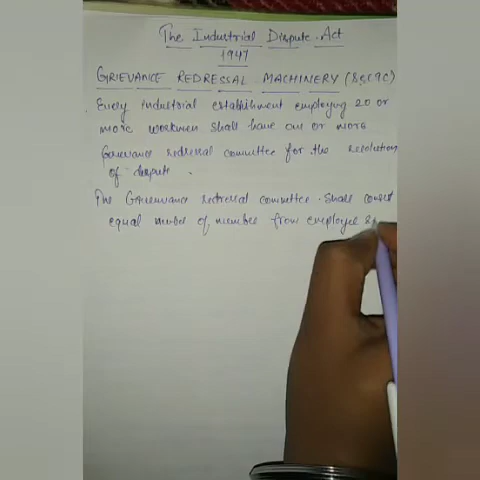 The Industrial Dispute Act
1947
GRIEVANCE REDRESSAL MACHINERY (Sec 9C)
Every industrial establishment employing 20 or
more workmen shall have one or more
Grievance redressal committee for the resolution
of dispute.
The Grievance redressal committee shall consist
equal number of member from employee &